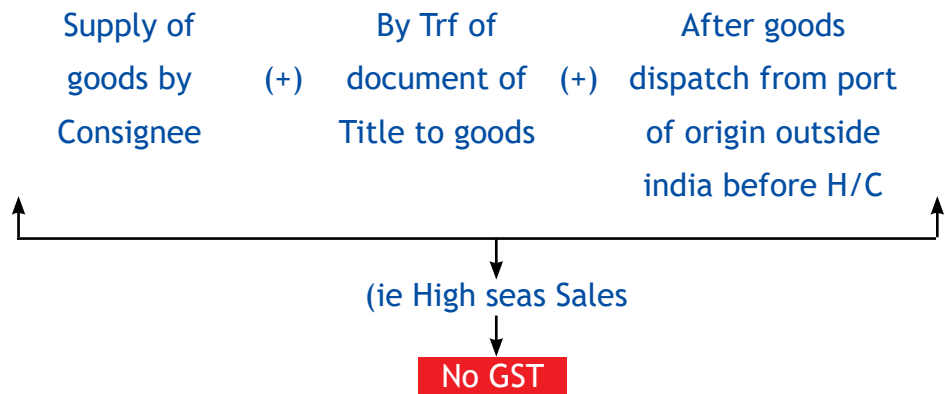 Supply of
goods by
Consignee
(+)
By Trf of
document of
Title to goods
(+)
After goods
dispatch from port
of origin outside
india before H/C
(ie High seas Sales
No GST